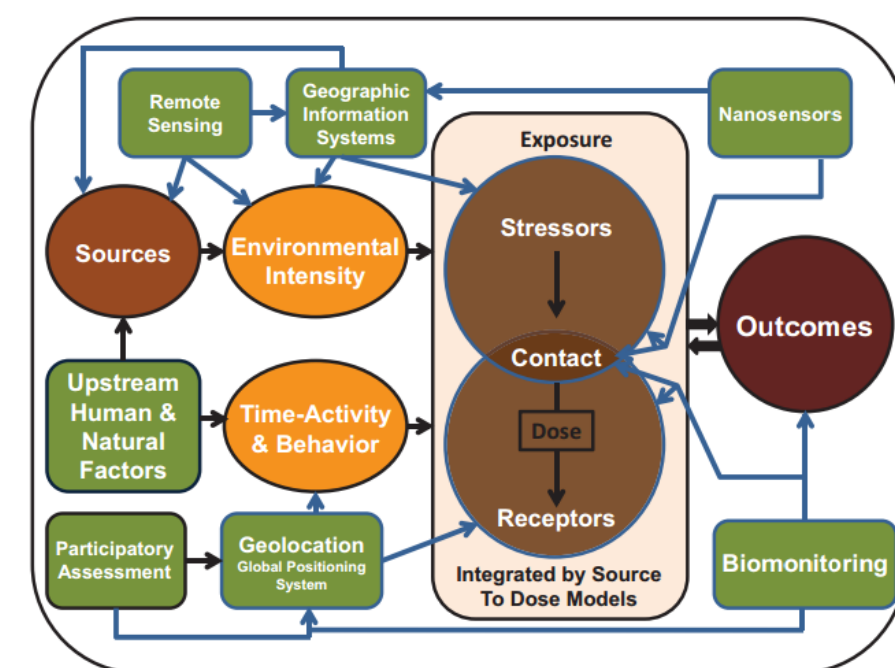 Remote
Sensing
Geographic
Information
Systems
Nanosensors
Exposure
Stressors
Sources
Environmental
Intensity
Outcomes
Contact
Upstream
Human &
Natural
Factors
Time-Activity
& Behavior
Dose
Receptors
Participatory
Assessment
Geolocation
Global Positioning
System
Biomonitoring
Integrated by Source
To Dose Models